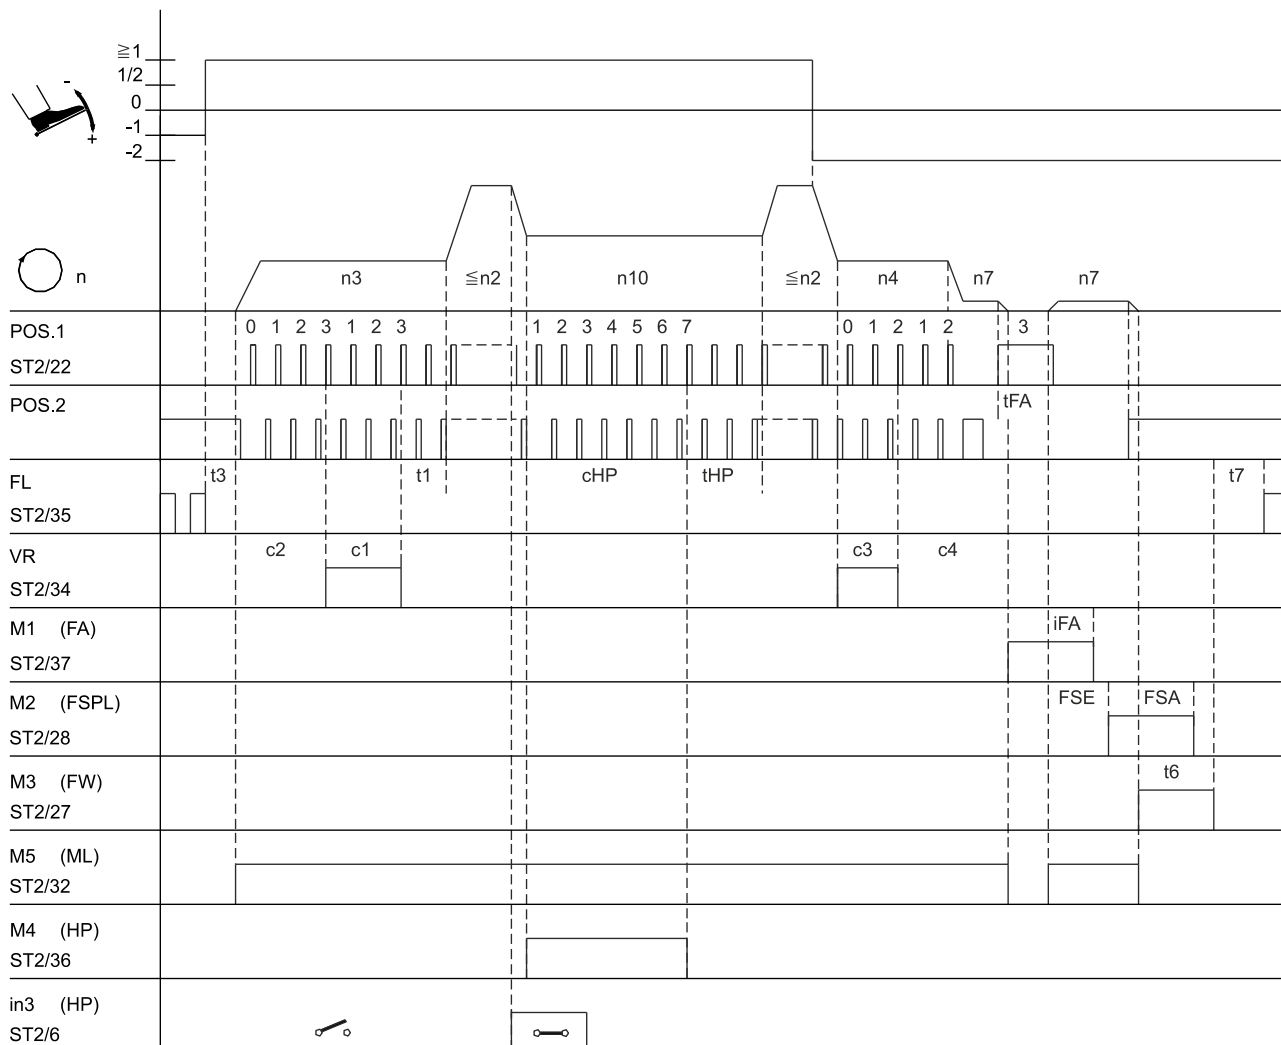 ≧1
1/2
0
-1
-2
-
+
n
n3 ≦n2 n10 ≦n2 n4 n7 n7
POS.1 0 1 2 3 1 2 3 1 2 3 4 5 6 7 0 1 2 1 2 3
ST2/22
POS.2 tFA
FL t3 t1 cHP tHP t7
ST2/35
VR c2 c1 c3 c4
ST2/34
M1 (FA) iFA
ST2/37
M2 (FSPL) FSE FSA
ST2/28
M3 (FW) t6
ST2/27
M5 (ML)
ST2/32
M4 (HP)
ST2/36
in3 (HP)
ST2/6